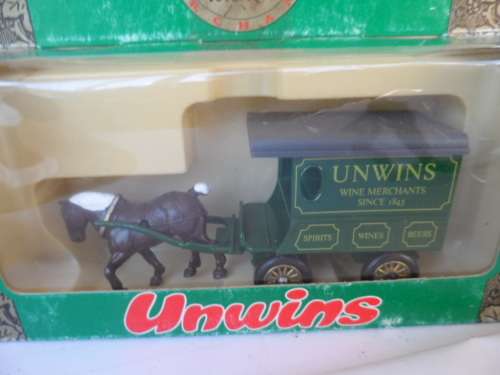 UNWINS
WINE MERCHANTS
SINCE 1843
SPIRITS WINES BEERS
Unwins